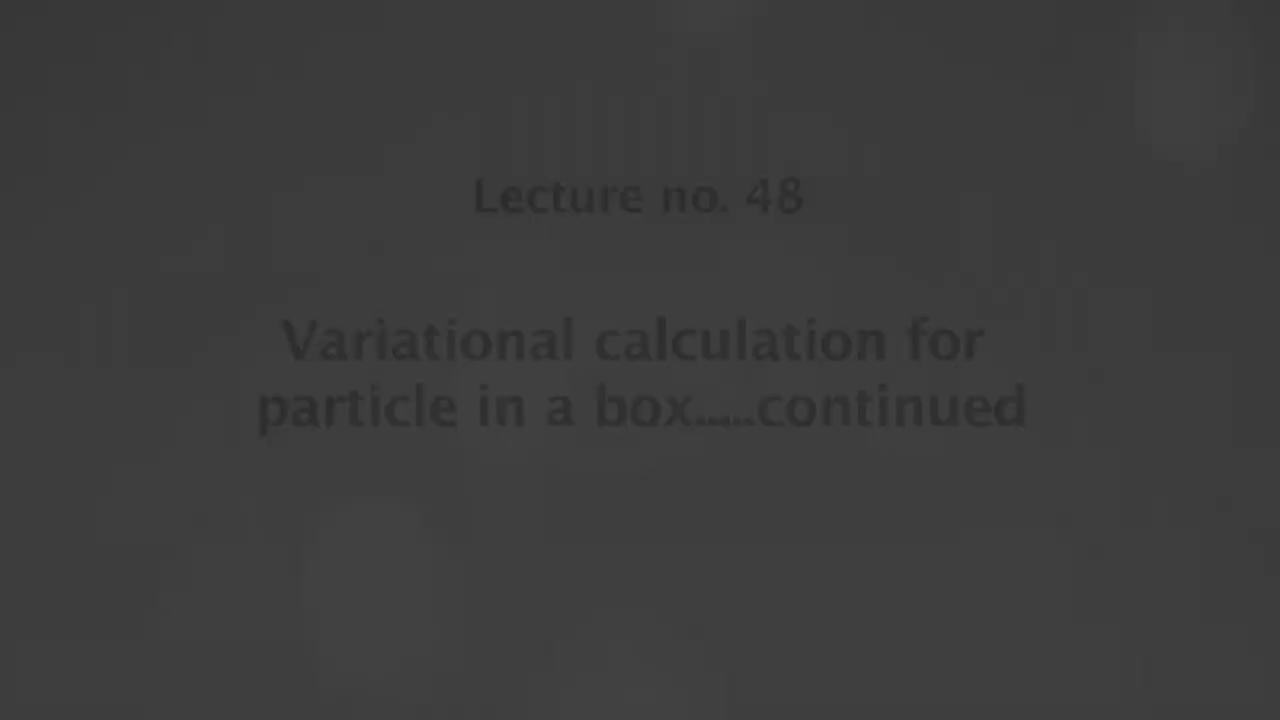 Lecture no. 48
Variational calculation for
particle in a box.....continued